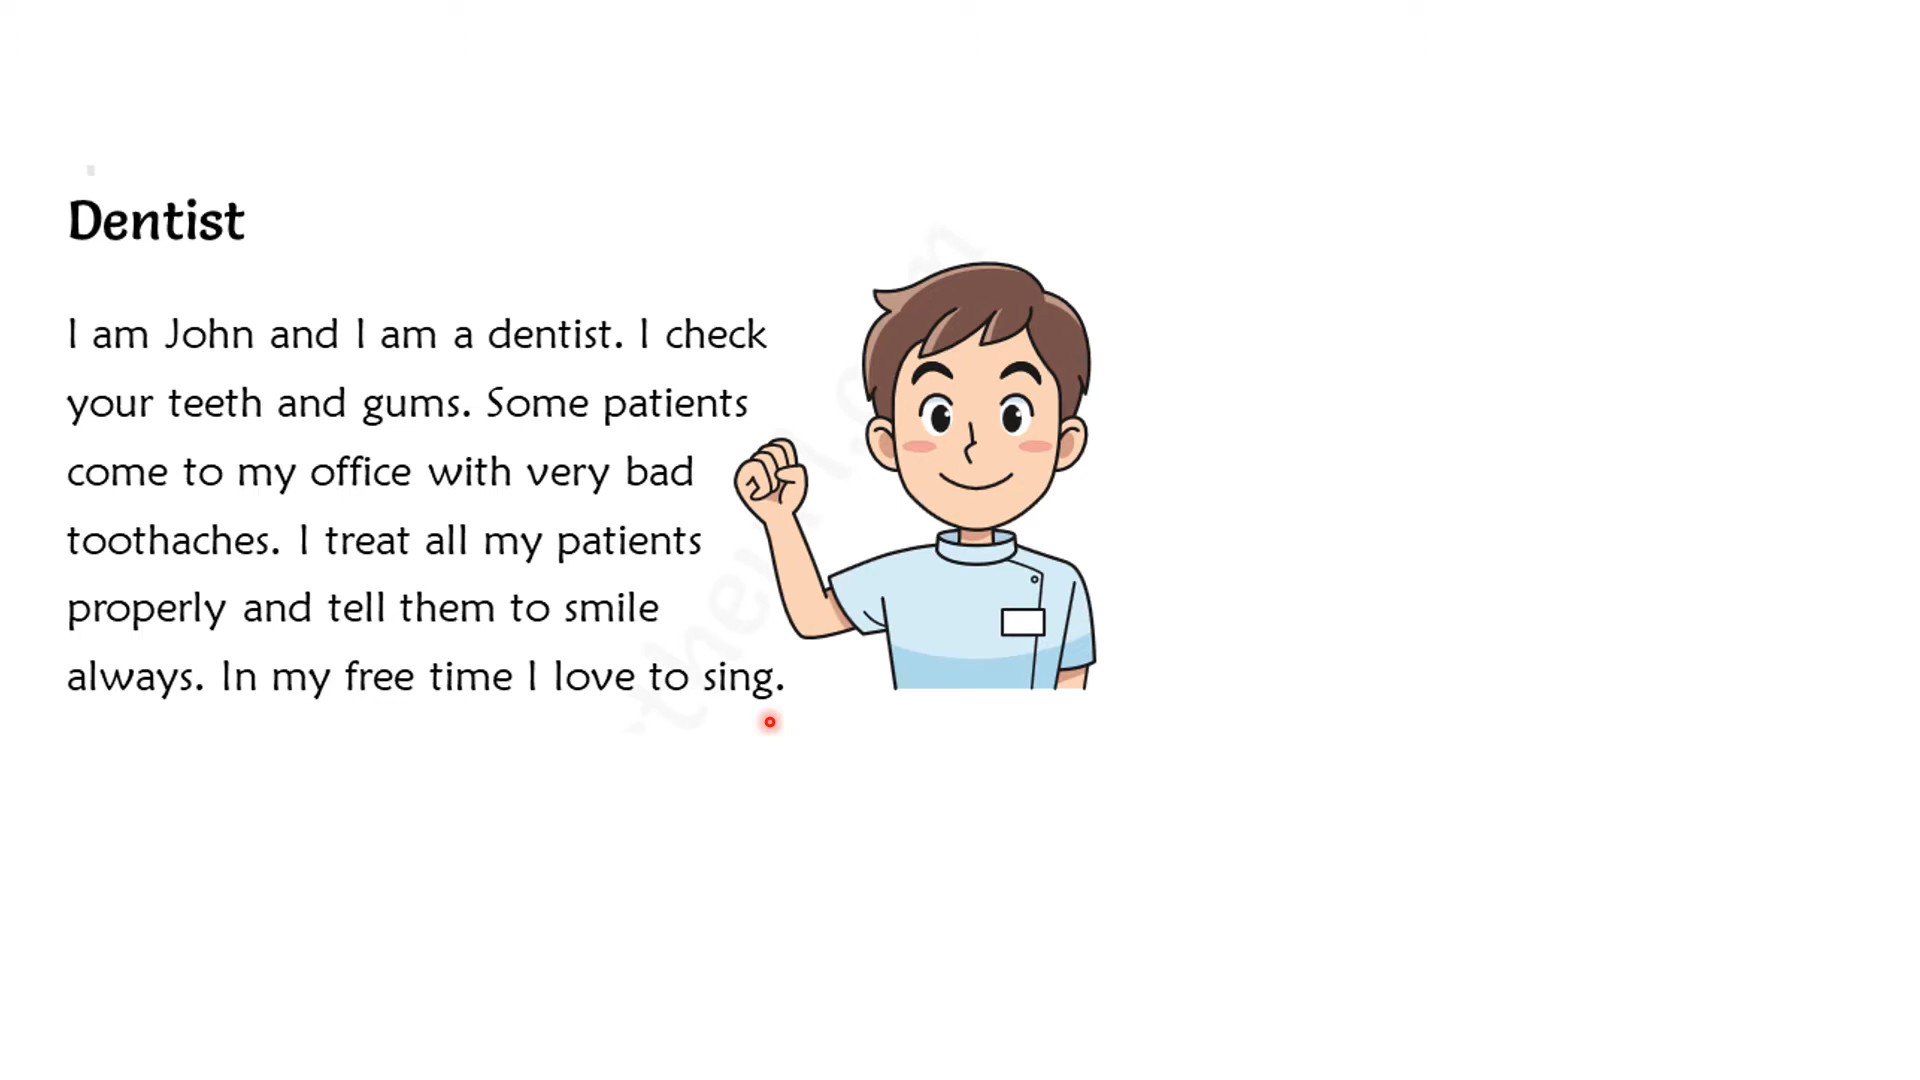 Dentist
I am John and I am a dentist. I check
your teeth and gums. Some patients
come to my office with very bad
toothaches. I treat all my patients
properly and tell them to smile
always. In my free time I love to sing.